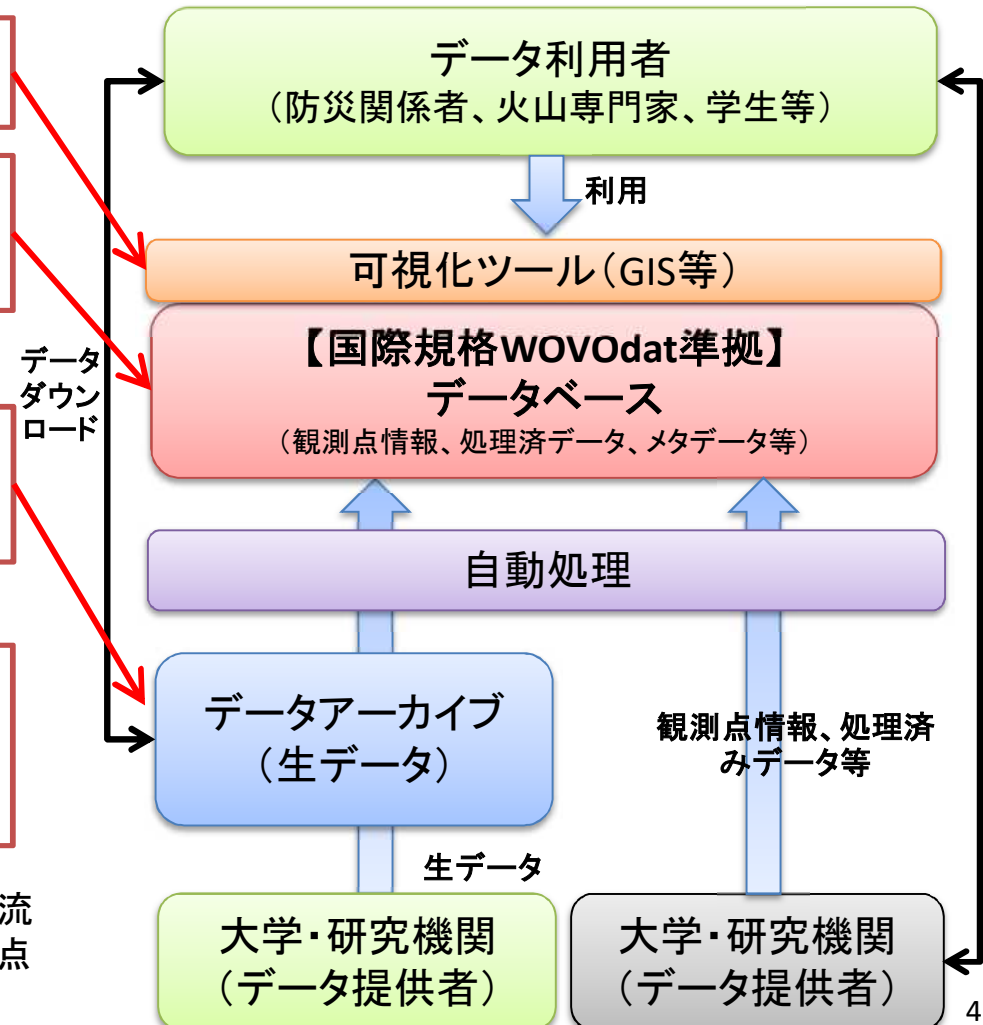 データ利用者
（防災関係者、火山専門家、学生等）
利用
可視化ツール（GIS等）
【国際規格WOVOdat準拠】
データベース
（観測点情報、処理済データ、メタデータ等）
データ
ダウン
ロード
自動処理
データアーカイブ
（生データ）
観測点情報、処理済
みデータ等
生データ
流
点
大学・研究機関
（データ提供者）
大学・研究機関
（データ提供者）
4